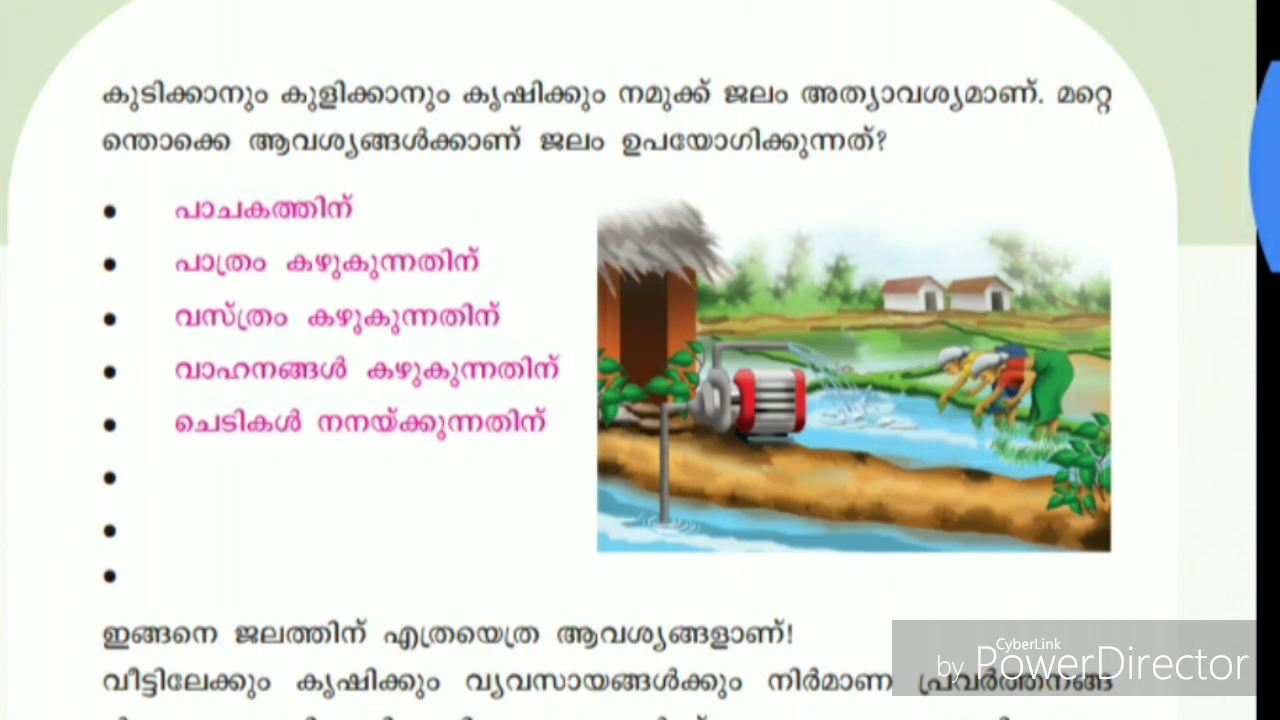 കുടിക്കാനും കുളിക്കാനും കൃഷിക്കും നമുക്ക് ജലം അത്യാവശ്യമാണ്. മറ്റെ
ന്തൊക്കെ ആവശ്യങ്ങൾക്കാണ് ജലം ഉപയോഗിക്കുന്നത്?
• പാചകത്തിന്
• പാത്രം കഴുകുന്നതിന്
• വസ്ത്രം കഴുകുന്നതിന്
• വാഹനങ്ങൾ കഴുകുന്നതിന്
• ചെടികൾ നനയ്ക്കുന്നതിന്
•
•
•
ഇങ്ങനെ ജലത്തിന് എത്രയെത്ര ആവശ്യങ്ങളാണ്!
വീട്ടിലേക്കും കൃഷിക്കും വ്യവസായങ്ങൾക്കും നിർമാണ പ്രവർത്തനങ്ങ
CyberLink
by PowerDirector